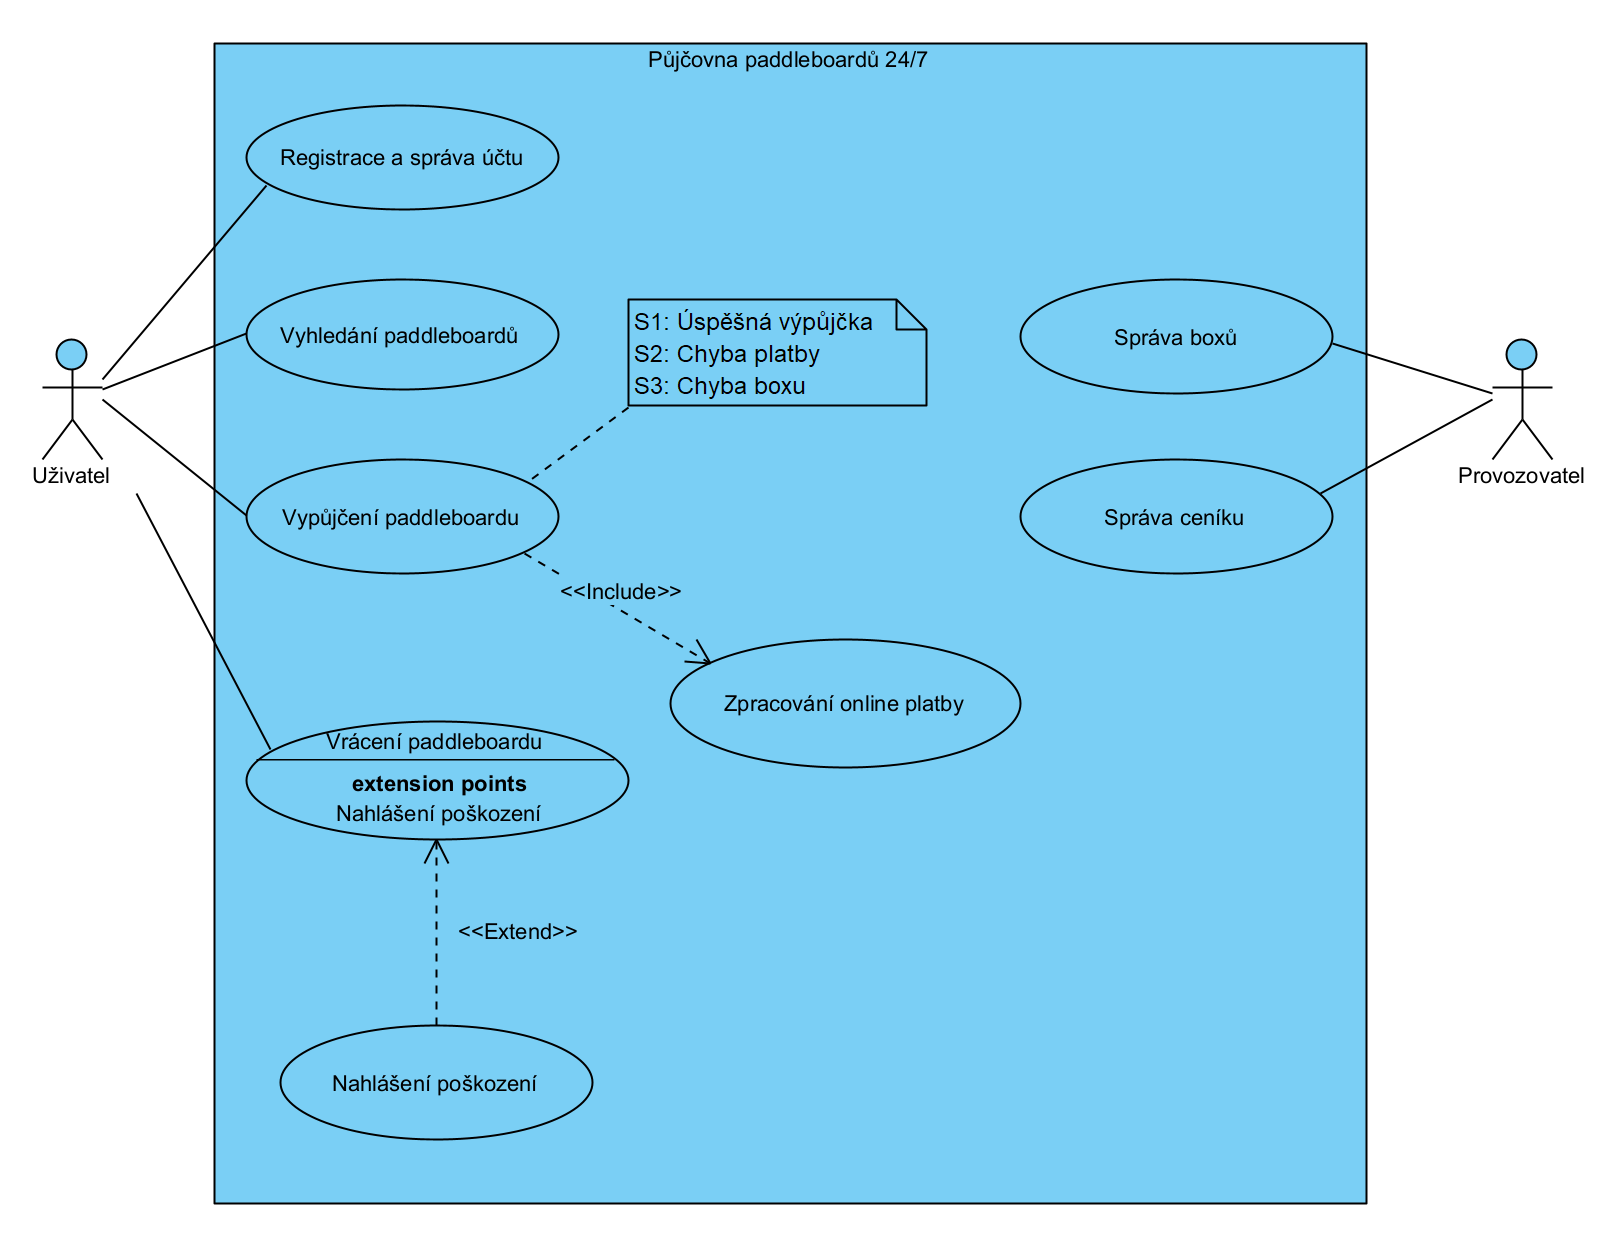 Půjčovna paddleboardů 24/7
Registrace a správa účtu
Vyhledání paddleboardů
S1: Úspěšná výpůjčka
S2: Chyba platby
S3: Chyba boxu
Správa boxů
Uživatel
Provozovatel
Vypůjčení paddleboardu
Správa ceníku
<<Include>>
Zpracování online platby
Vrácení paddleboardu
extension points
Nahlášení poškození
<<Extend>>
Nahlášení poškození